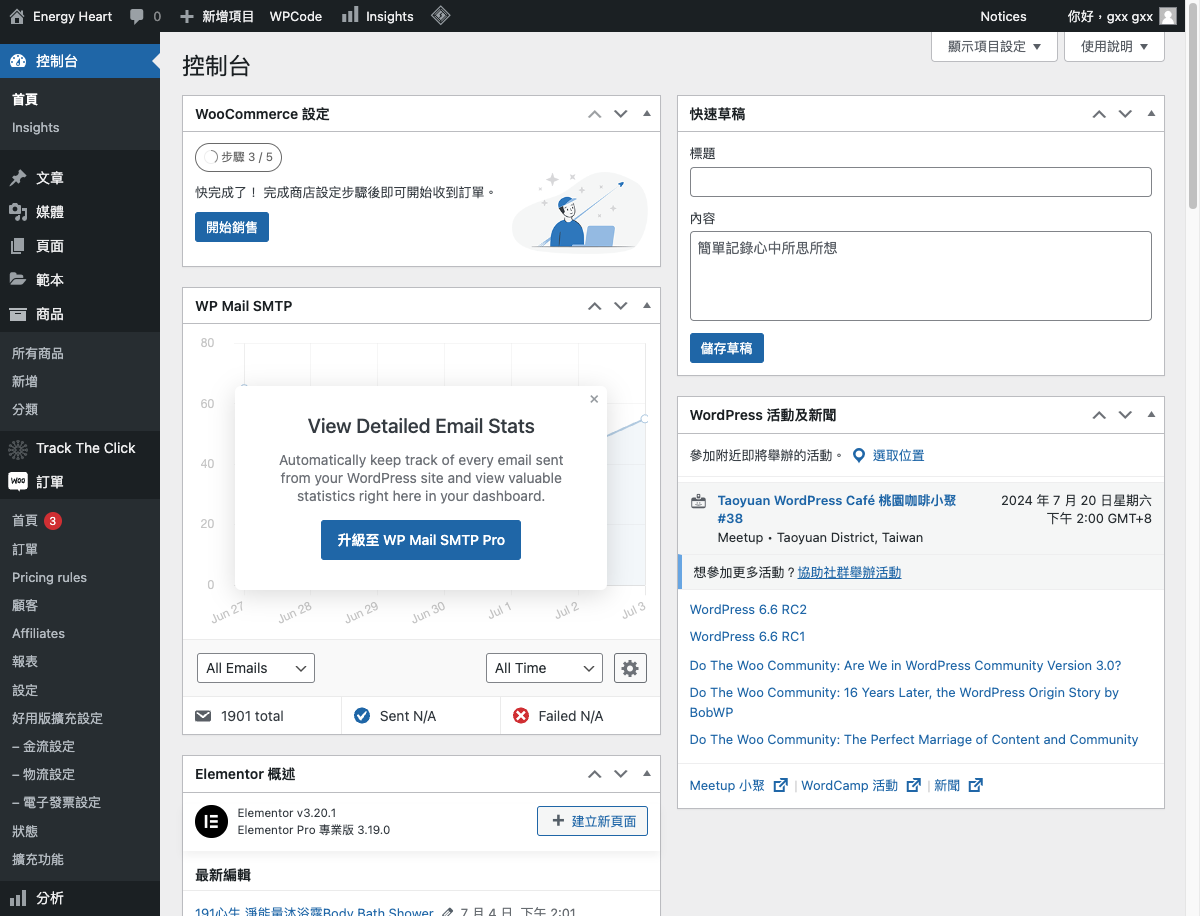 Energy Heart
0
新增項目
WPCode
Insights
Notices
你好，gxx gxx
控制台
首頁
Insights
文章
媒體
頁面
範本
商品
所有商品
新增
分類
Track The Click
訂單
首頁 3
訂單
Pricing rules
顧客
Affiliates
報表
設定
好用版擴充設定
– 金流設定
– 物流設定
– 電子發票設定
狀態
擴充功能
分析
控制台
顯示項目設定
使用說明
WooCommerce 設定
步驟 3 / 5
快完成了！ 完成商店設定步驟後即可開始收到訂單。
開始銷售
WP Mail SMTP
80
60
40
20
0
View Detailed Email Stats
Automatically keep track of every email sent
from your WordPress site and view valuable
statistics right here in your dashboard.
升級至 WP Mail SMTP Pro
Jun 27
Jun 28
Jun 29
Jun 30
Jul 1
Jul 2
Jul 3
All Emails
All Time
1901 total
Sent N/A
Failed N/A
Elementor 概述
Elementor v3.20.1
Elementor Pro 專業版 3.19.0
建立新頁面
最新編輯
191心生 淨能量沐浴露Body Bath Shower
7 月 4 日, 下午 2:01
快速草稿
標題
內容
簡單記錄心中所思所想
儲存草稿
WordPress 活動及新聞
參加附近即將舉辦的活動。
選取位置
Taoyuan WordPress Café 桃園咖啡小聚
#38
Meetup • Taoyuan District, Taiwan
2024 年 7 月 20 日星期六
下午 2:00 GMT+8
想參加更多活動？協助社群舉辦活動
WordPress 6.6 RC2
WordPress 6.6 RC1
Do The Woo Community: Are We in WordPress Community Version 3.0?
Do The Woo Community: 16 Years Later, the WordPress Origin Story by
BobWP
Do The Woo Community: The Perfect Marriage of Content and Community
Meetup 小聚 | WordCamp 活動 | 新聞